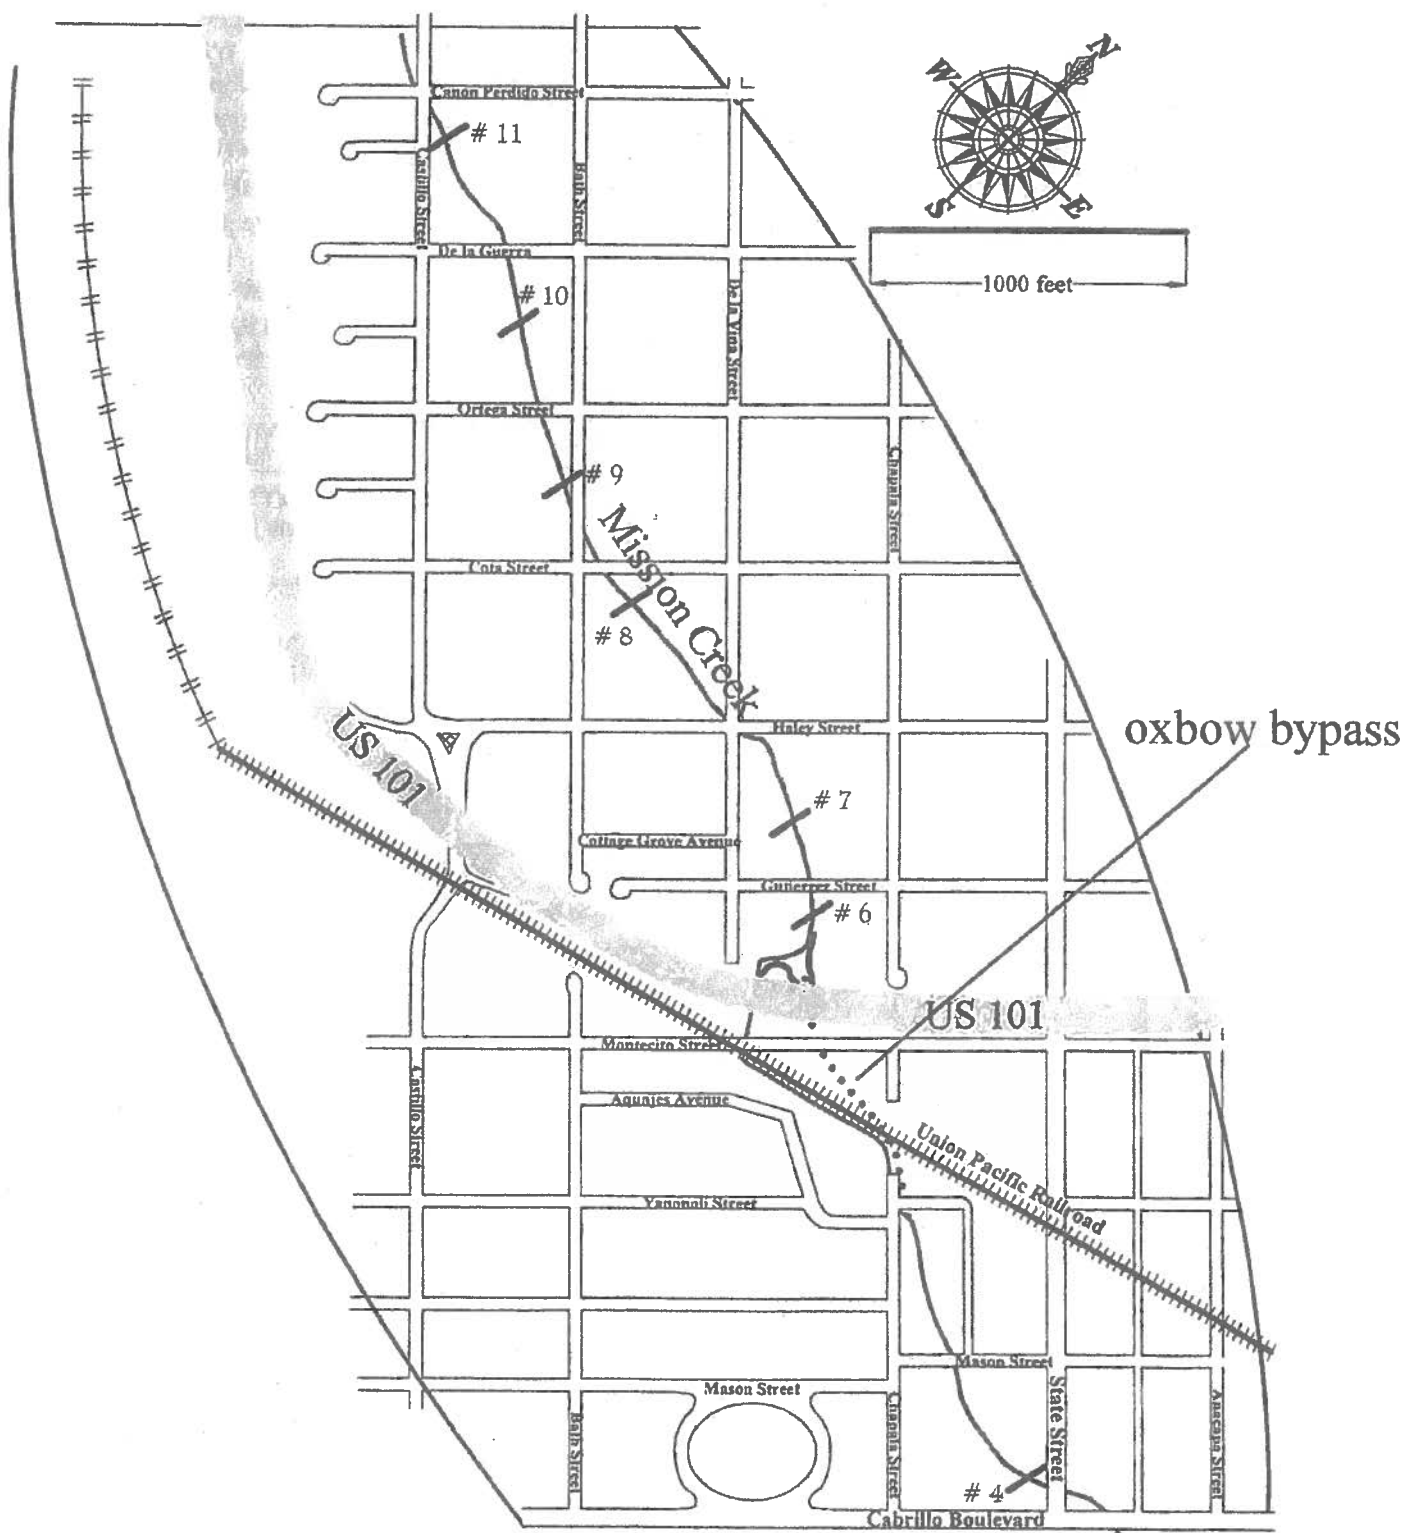 N
W
Canon Perdido Street
# 11
Castillo Street
Bath Street
S
E
De la Guerra
1000 feet
# 10
De la Vina Street
Ortega Street
# 9
Chapala Street
Mission Creek
Cota Street
# 8
US 101
Haley Street
oxbow bypass
# 7
Cottage Grove Avenue
Gutierrez Street
# 6
US 101
Montecito Street
Castillo Street
Aquajes Avenue
Union Pacific Railroad
Yanonoli Street
Mason Street
Mason Street
Bath Street
Chapala Street
State Street
Anacapa Street
# 4
Cabrillo Boulevard